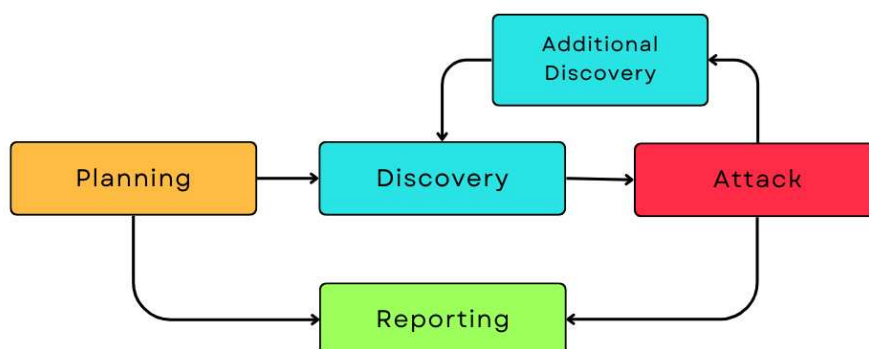 Additional
Discovery
Planning
Discovery
Attack
Reporting